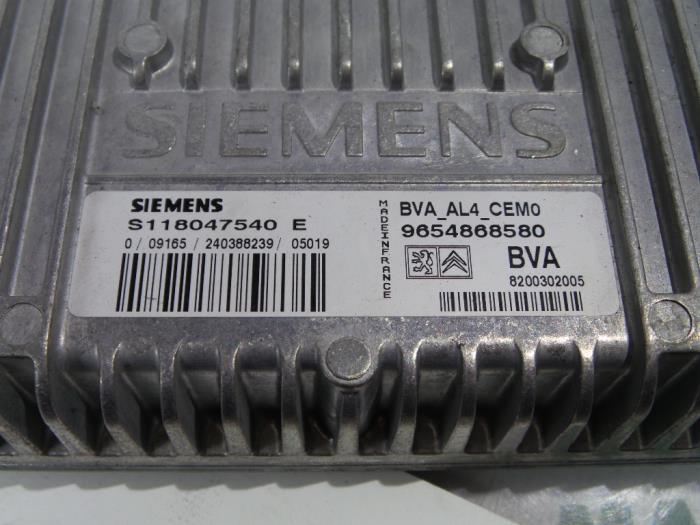 SIEMENS
SIEMENS
S118047540 E
0 / 09165 / 240388239 / 05019
MADEINFRANCE
BVA_AL4_CEM0
9654868580
BVA
8200302005